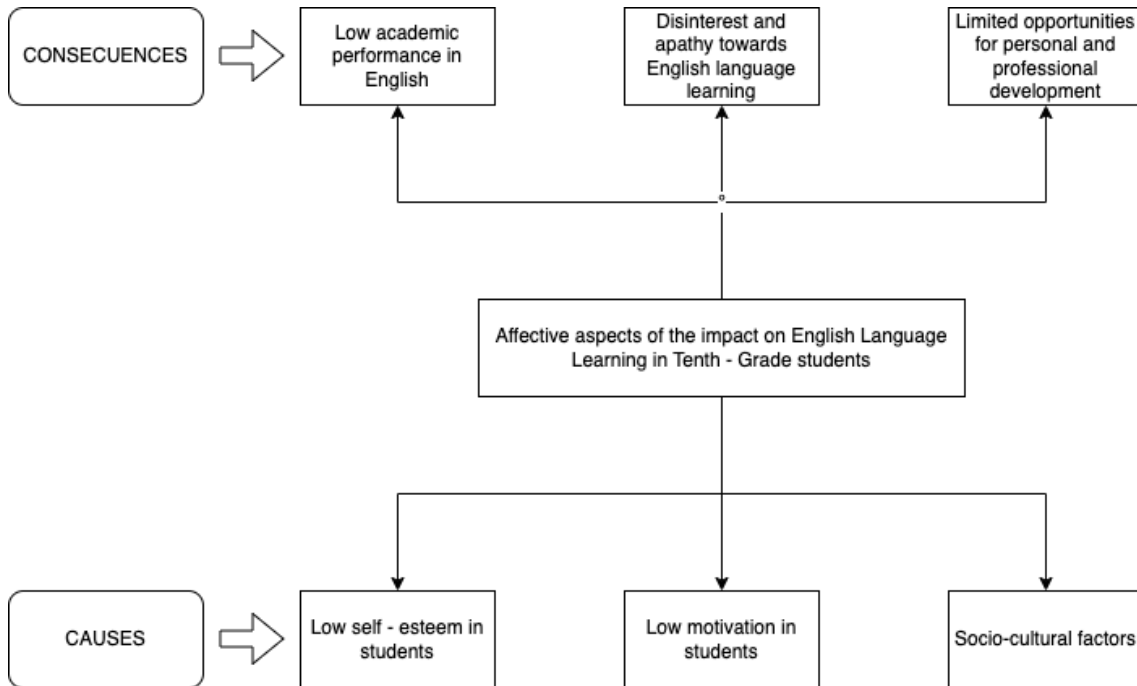 CONSECUENCES
Low academic
performance in
English
Disinterest and
apathy towards
English language
learning
Limited opportunities
for personal and
professional
development
Affective aspects of the impact on English Language
Learning in Tenth - Grade students
CAUSES
Low self - esteem in
students
Low motivation in
students
Socio-cultural factors